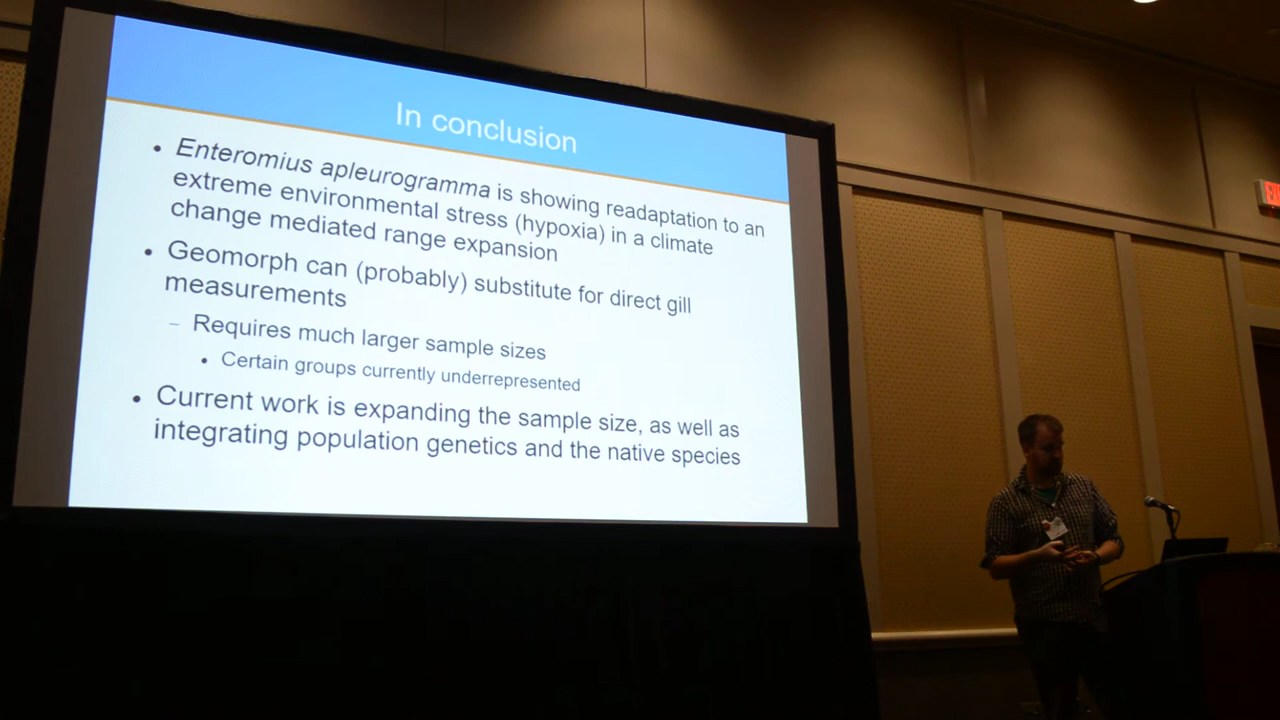 In conclusion
• Enteromius apleurogramma is showing readaptation to an
extreme environmental stress (hypoxia) in a climate
change mediated range expansion
• Geomorph can (probably) substitute for direct gill
measurements
– Requires much larger sample sizes
• Certain groups currently underrepresented
• Current work is expanding the sample size, as well as
integrating population genetics and the native species